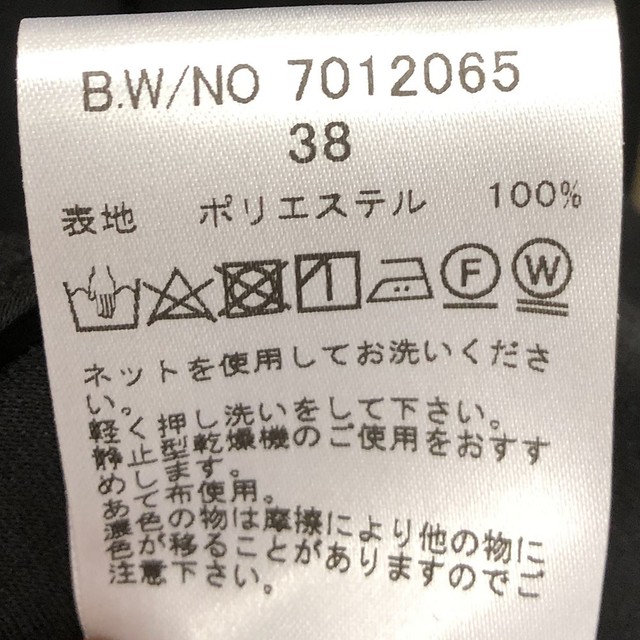 B.W/NO 7012065
38
表地 ポリエステル 100%
F W
ネットを使用してお洗いくださ
い。
軽く押し洗いをして下さい。
静止型乾燥機のご使用をおすす
めします。
あて布使用。
濃色の物は摩擦により他の物に
色が移ることがありますのでご
注意下さい。